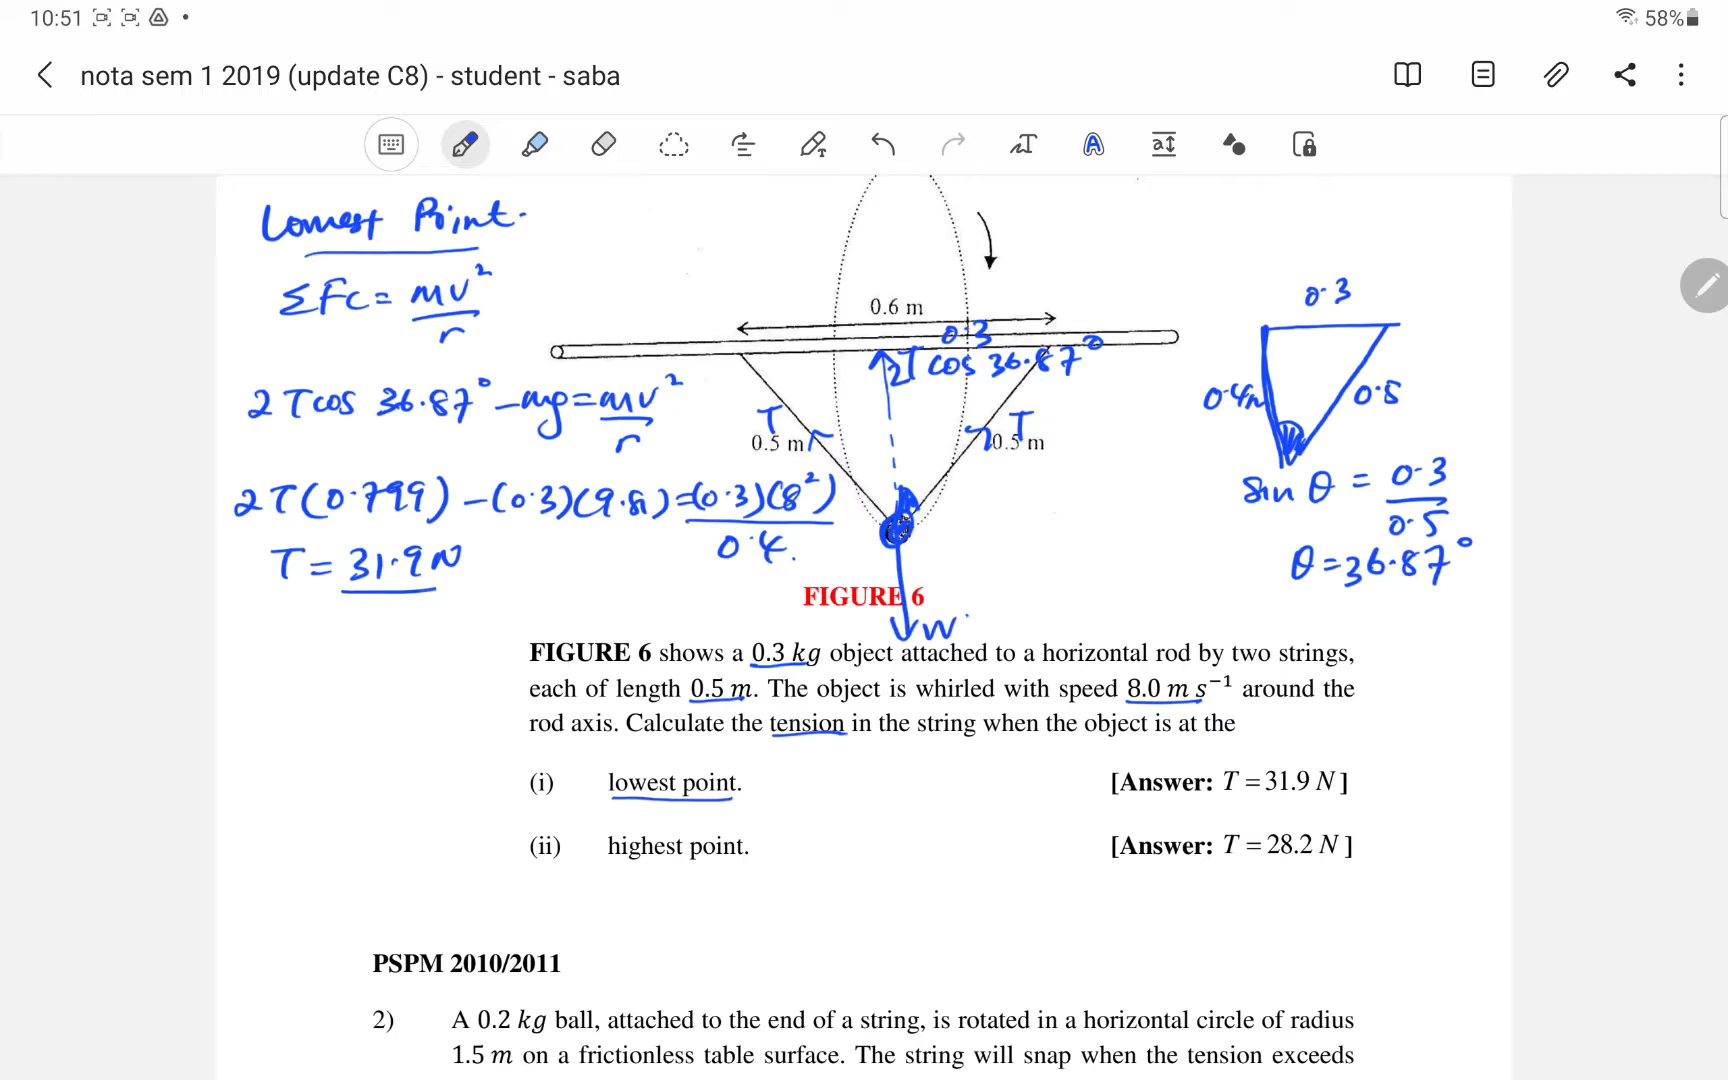 10:51
58%
nota sem 1 2019 (update C8) - student - saba
Lowest Point.
ΣFc = mv²/r
2Tcos 36.87° - mg = mv²/r
2T(0.799) - (0.3)(9.81) = (0.3)(8²)/0.4.
T = 31.9N
0.6 m
0.3
2T cos 36.87°
T
0.5 m
T
0.5 m
W
0.3
0.4m
0.5
sin θ = 0.3/0.5
θ = 36.87°
FIGURE 6
FIGURE 6 shows a 0.3 kg object attached to a horizontal rod by two strings,
each of length 0.5 m. The object is whirled with speed 8.0 m s⁻¹ around the
rod axis. Calculate the tension in the string when the object is at the
(i) lowest point. [Answer: T = 31.9 N]
(ii) highest point. [Answer: T = 28.2 N]
PSPM 2010/2011
2) A 0.2 kg ball, attached to the end of a string, is rotated in a horizontal circle of radius
1.5 m on a frictionless table surface. The string will snap when the tension exceeds